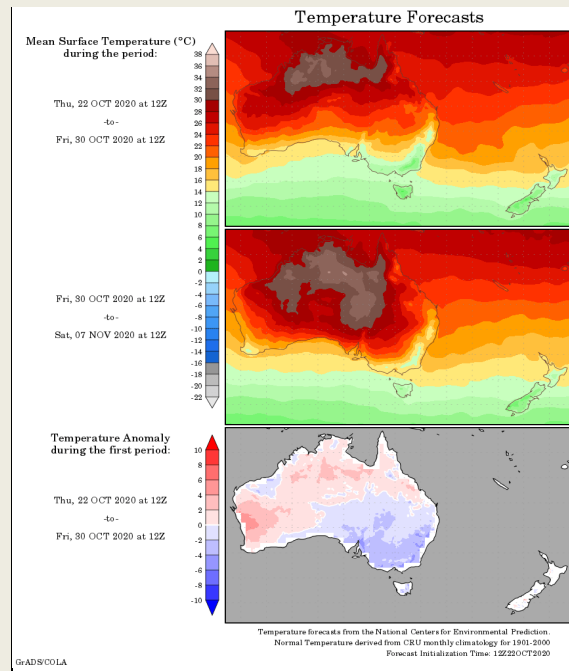 Temperature Forecasts
Mean Surface Temperature (°C)
during the period:
Thu, 22 OCT 2020 at 12Z
-to-
Fri, 30 OCT 2020 at 12Z
38
36
34
32
30
28
26
24
22
20
18
16
14
12
10
8
6
4
2
0
-2
-4
-6
-8
-10
-12
-14
-16
-18
-20
-22
Fri, 30 OCT 2020 at 12Z
-to-
Sat, 07 NOV 2020 at 12Z
Temperature Anomaly
during the first period:
Thu, 22 OCT 2020 at 12Z
-to-
Fri, 30 OCT 2020 at 12Z
10
8
6
4
2
0
-2
-4
-6
-8
-10
Temperature forecasts from the National Centers for Environmental Prediction.
Normal Temperature derived from CRU monthly climatology for 1901-2000
Forecast Initialization Time: 12Z22OCT2020
GrADS/COLA